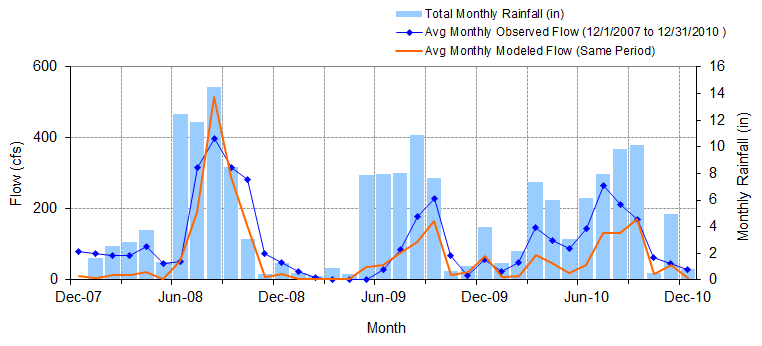 Total Monthly Rainfall (in)
Avg Monthly Observed Flow (12/1/2007 to 12/31/2010 )
Avg Monthly Modeled Flow (Same Period)
600
400
200
0
Flow (cfs)
16
14
12
10
8
6
4
2
0
Monthly Rainfall (in)
Dec-07 Jun-08 Dec-08 Jun-09 Dec-09 Jun-10 Dec-10
Month